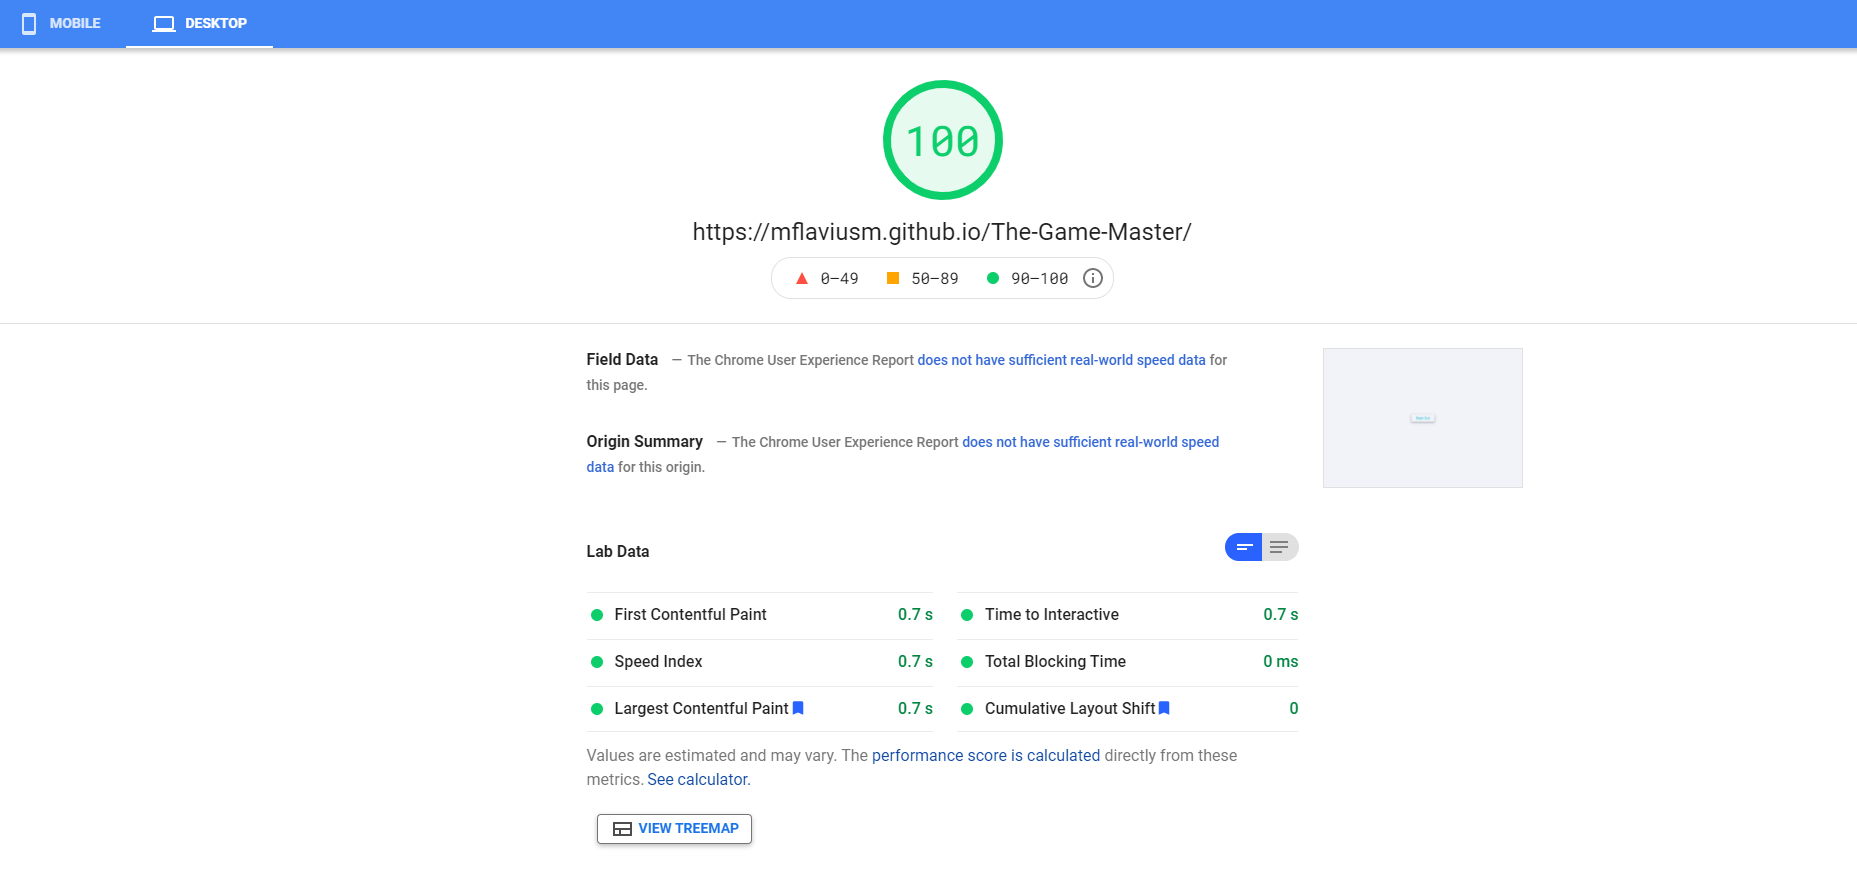 MOBILE
DESKTOP
100
https://mflaviusm.github.io/The-Game-Master/
0–49
50–89
90–100
Field Data — The Chrome User Experience Report does not have sufficient real-world speed data for
this page.
Origin Summary — The Chrome User Experience Report does not have sufficient real-world speed
data for this origin.
Lab Data
First Contentful Paint 0.7 s
Time to Interactive 0.7 s
Speed Index 0.7 s
Total Blocking Time 0 ms
Largest Contentful Paint 0.7 s
Cumulative Layout Shift 0
Values are estimated and may vary. The performance score is calculated directly from these
metrics. See calculator.
VIEW TREEMAP